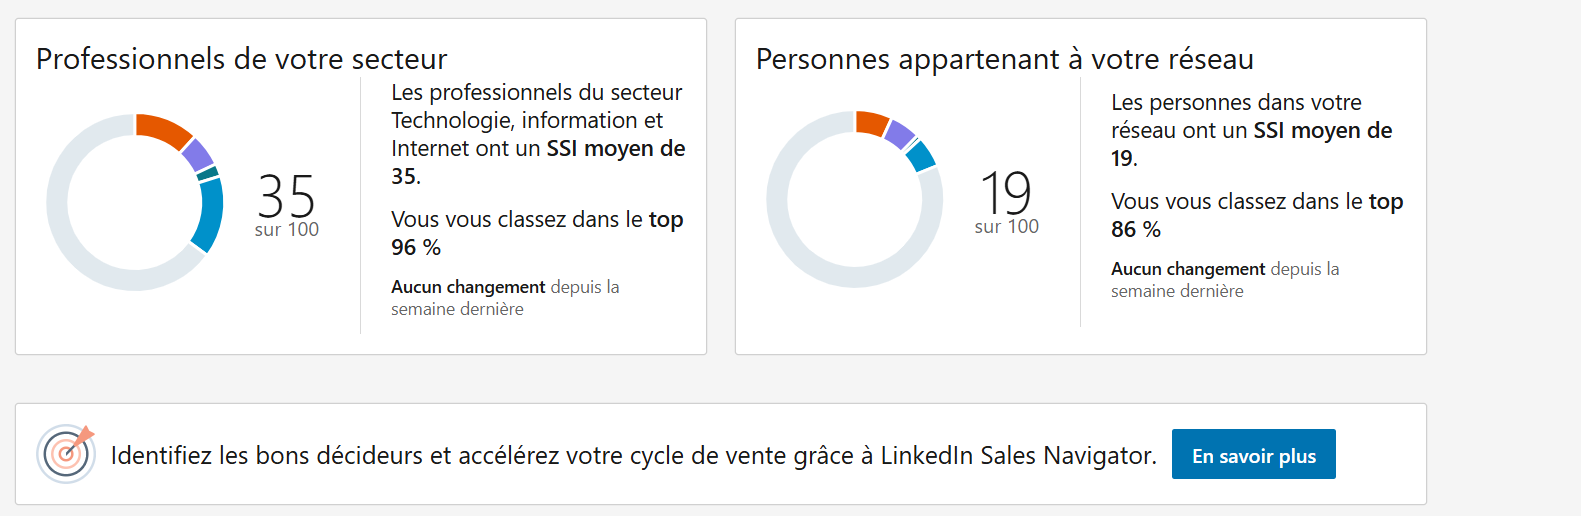 Professionnels de votre secteur
35
sur 100
Les professionnels du secteur
Technologie, information et
Internet ont un SSI moyen de
35.
Vous vous classez dans le top
96 %
Aucun changement depuis la
semaine dernière
Personnes appartenant à votre réseau
19
sur 100
Les personnes dans votre
réseau ont un SSI moyen de
19.
Vous vous classez dans le top
86 %
Aucun changement depuis la
semaine dernière
Identifiez les bons décideurs et accélérez votre cycle de vente grâce à LinkedIn Sales Navigator.
En savoir plus